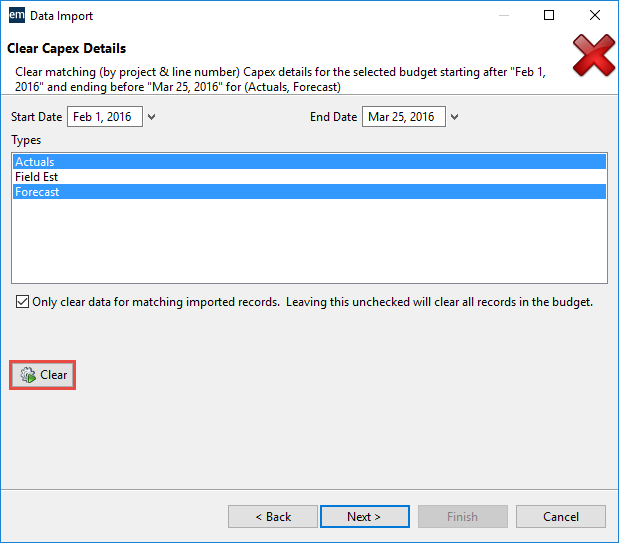 em Data Import
Clear Capex Details
Clear matching (by project & line number) Capex details for the selected budget starting after "Feb 1,
2016" and ending before "Mar 25, 2016" for (Actuals, Forecast)
Start Date Feb 1, 2016 End Date Mar 25, 2016
Types
Actuals
Field Est
Forecast
Only clear data for matching imported records.  Leaving this unchecked will clear all records in the budget.
Clear
< Back Next > Finish Cancel